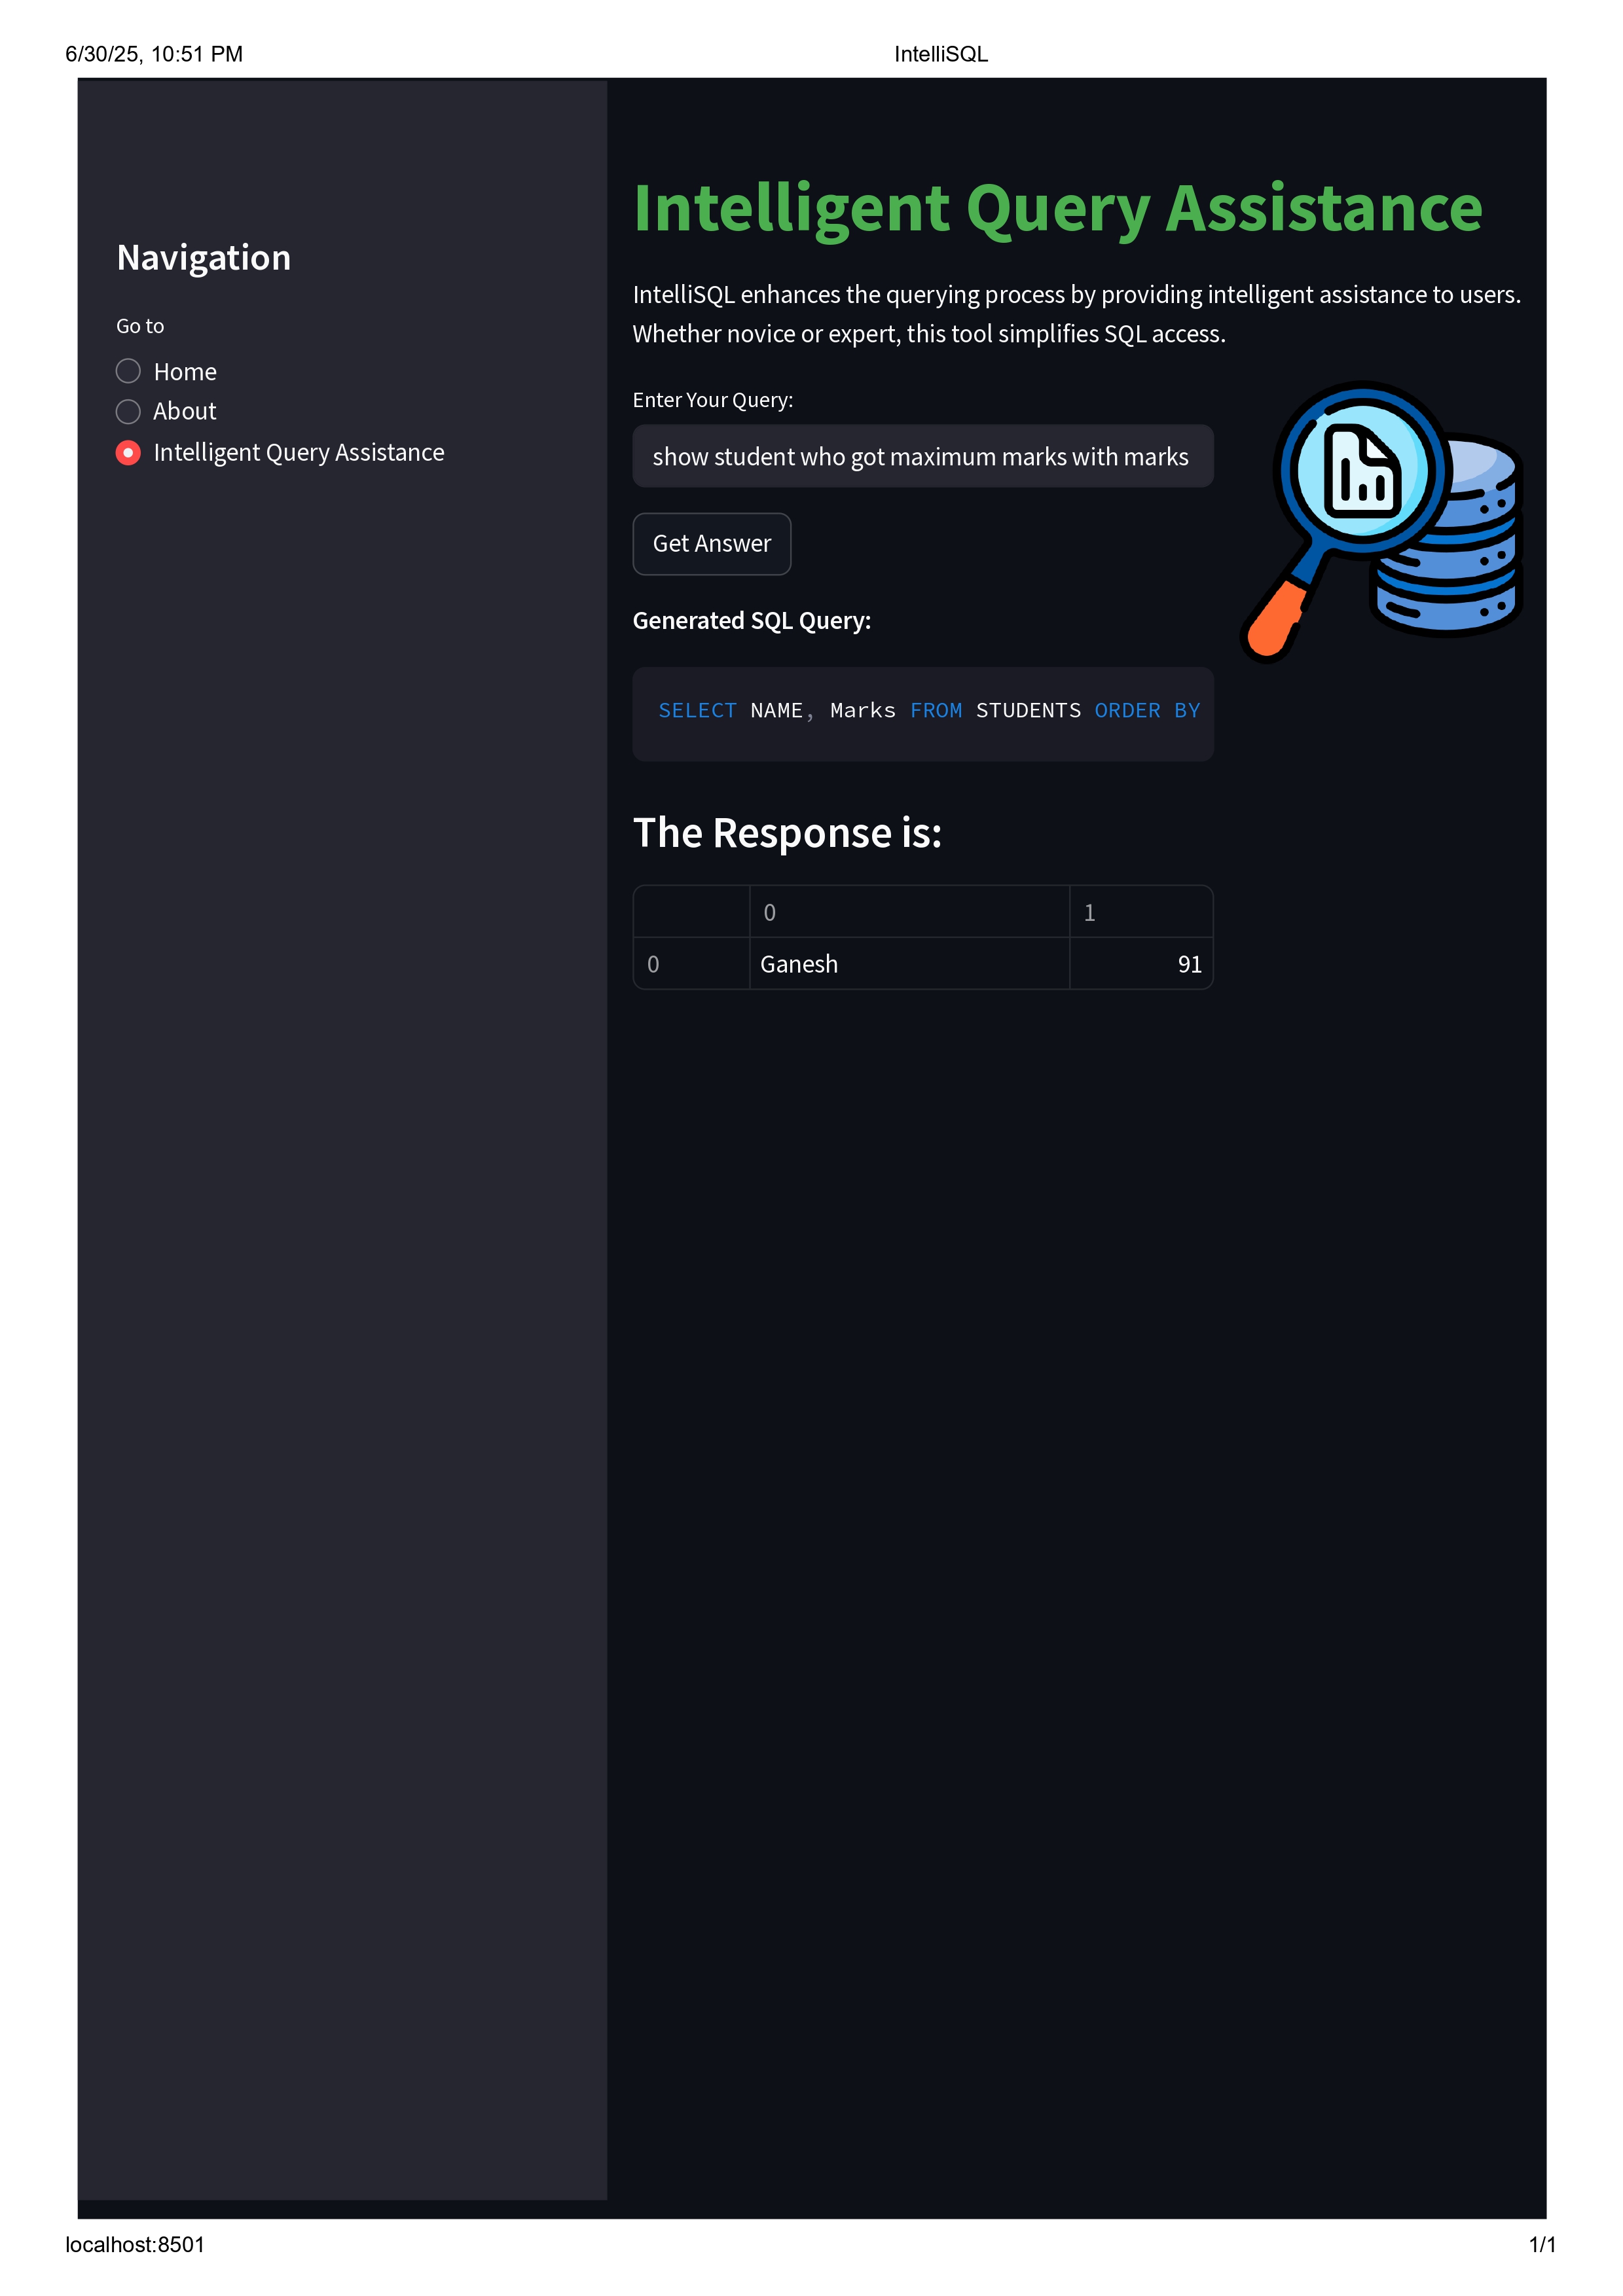 6/30/25, 10:51 PM
IntelliSQL
Navigation
Go to
Home
About
Intelligent Query Assistance
Intelligent Query Assistance
IntelliSQL enhances the querying process by providing intelligent assistance to users.
Whether novice or expert, this tool simplifies SQL access.
Enter Your Query:
show student who got maximum marks with marks
Get Answer
Generated SQL Query:
SELECT NAME, Marks FROM STUDENTS ORDER BY
The Response is:
0 1
0 Ganesh 91
localhost:8501
1/1